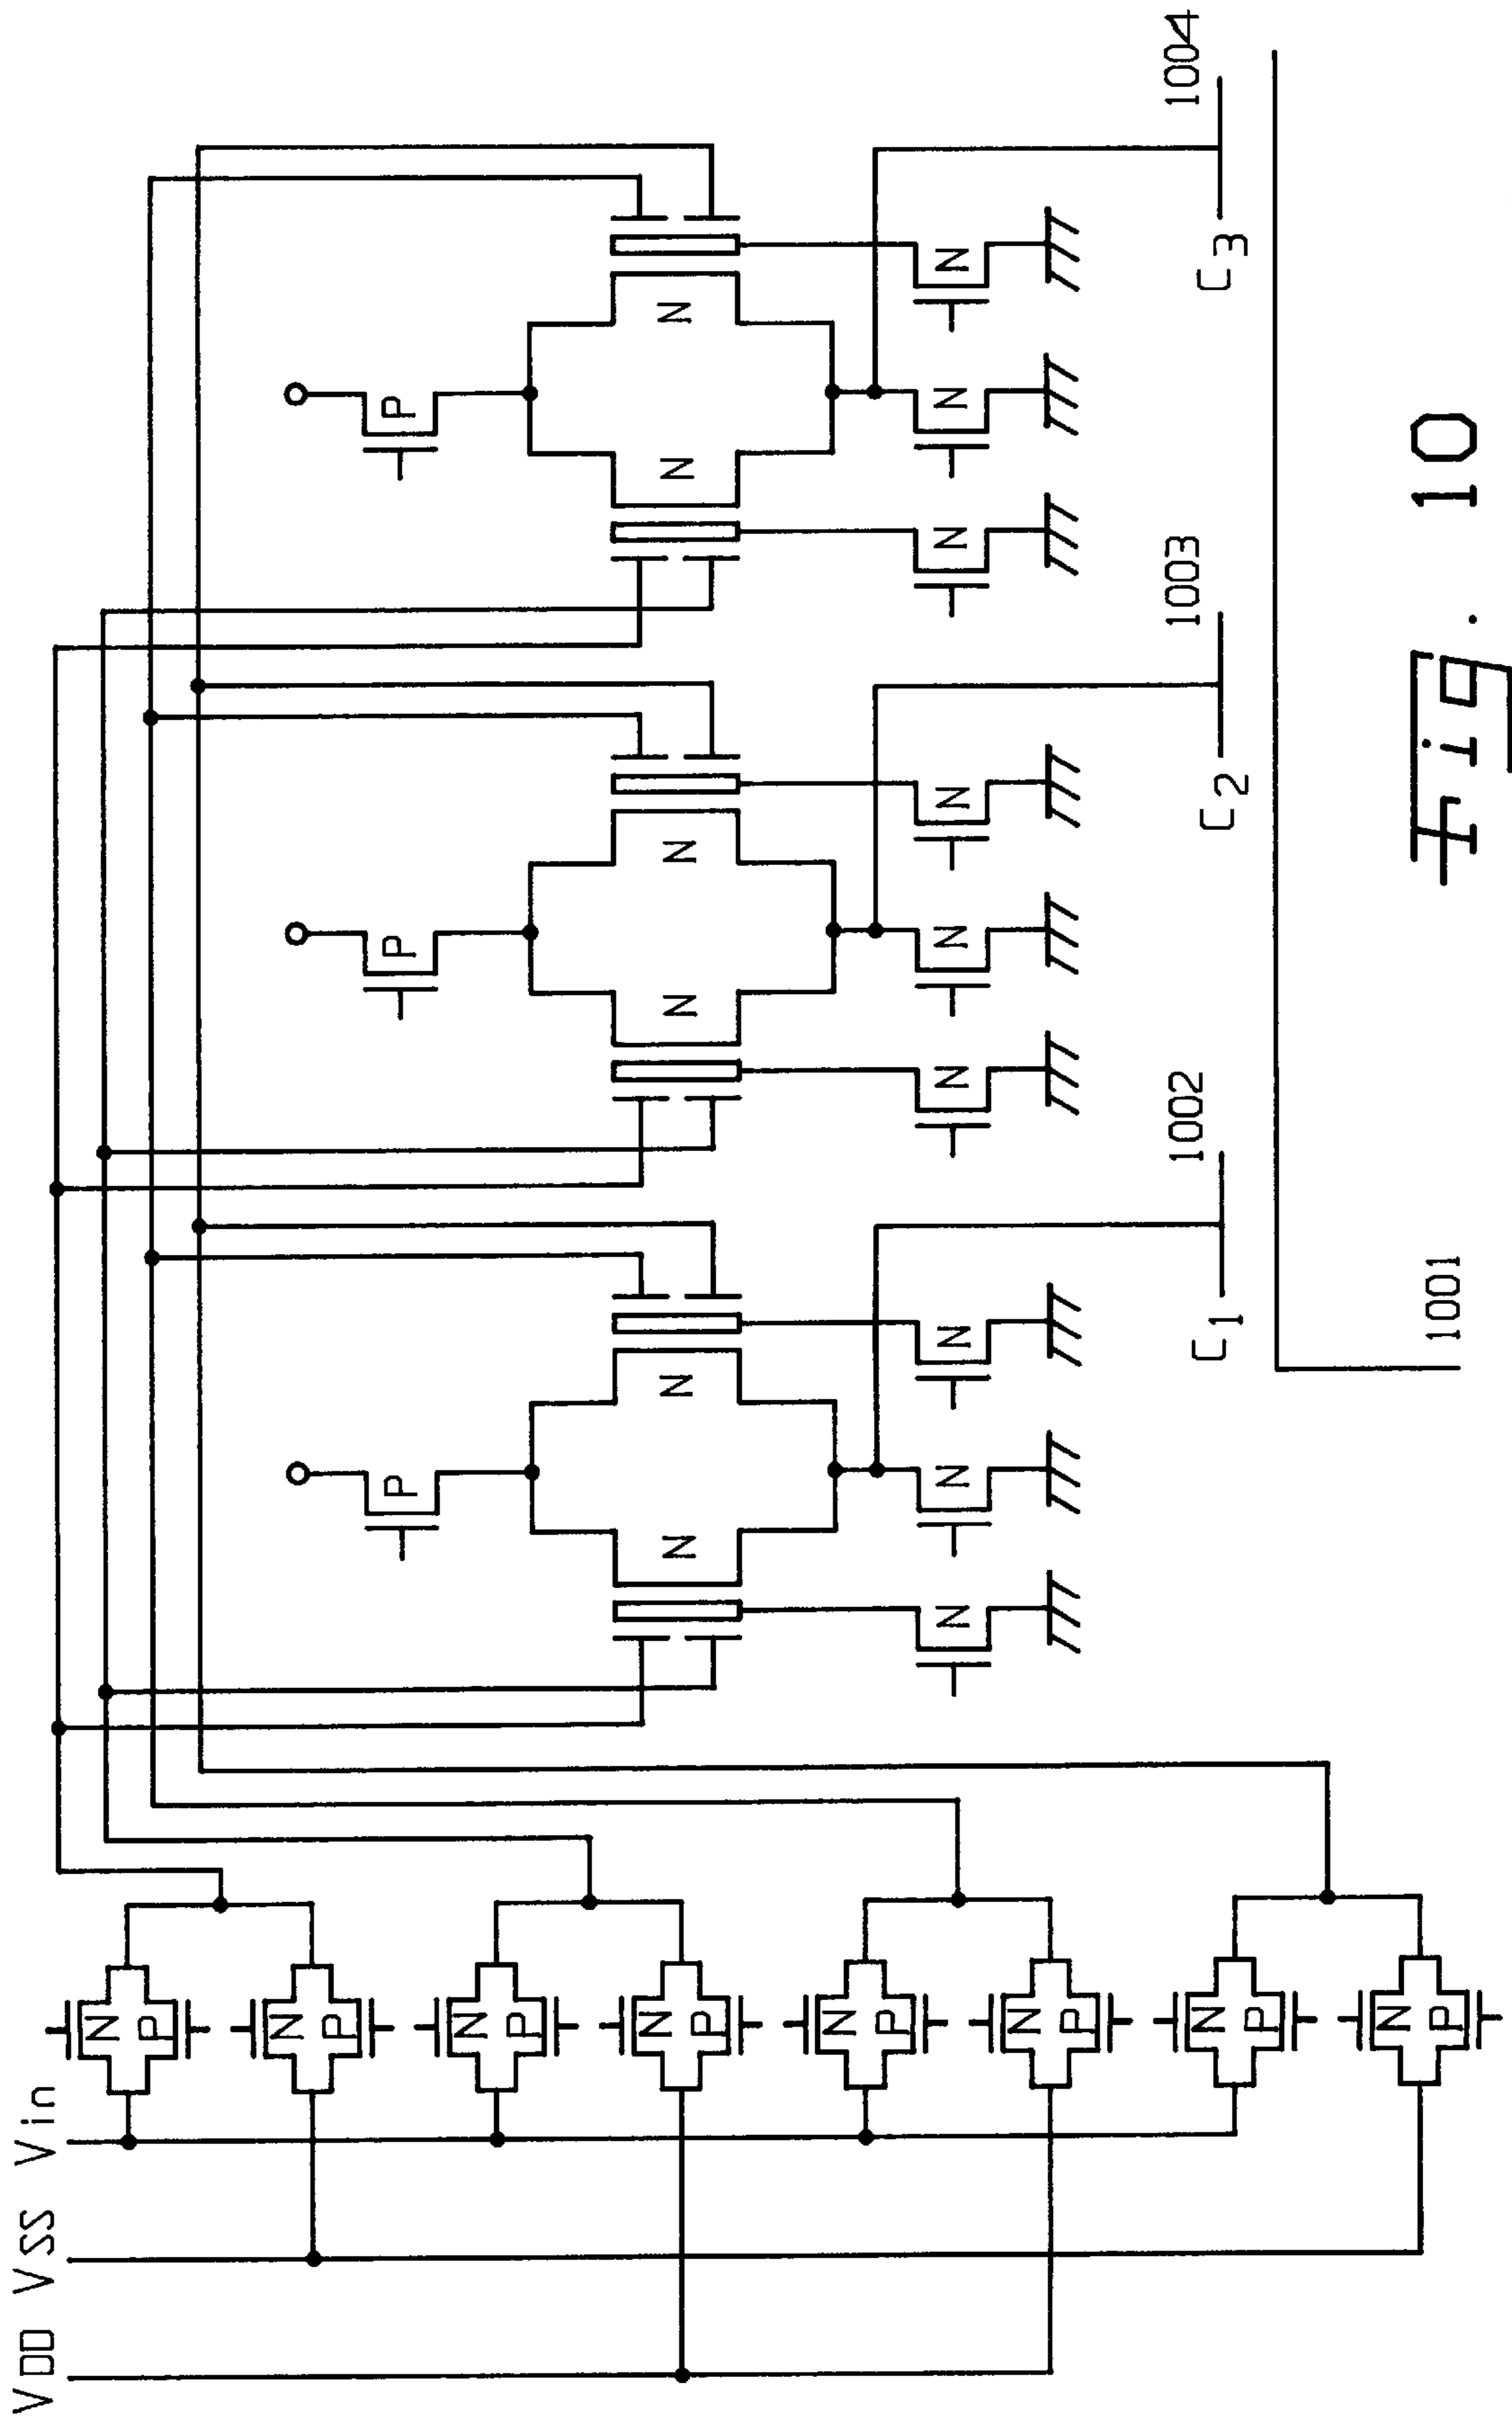 VDD VSS Vin
N P
N P
N P
N P
N P
N P
N P
N P
P P P
N N N N N N
N N N N N N N N N
C1 1002 C2 1003 C3 1004
1001
Fig. 10